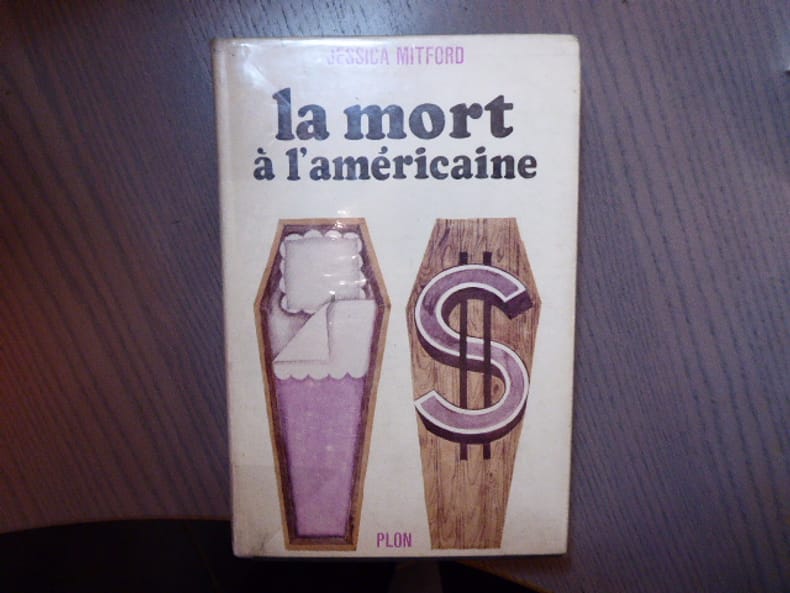 JESSICA MITFORD
la mort
à l'américaine
$
PLON